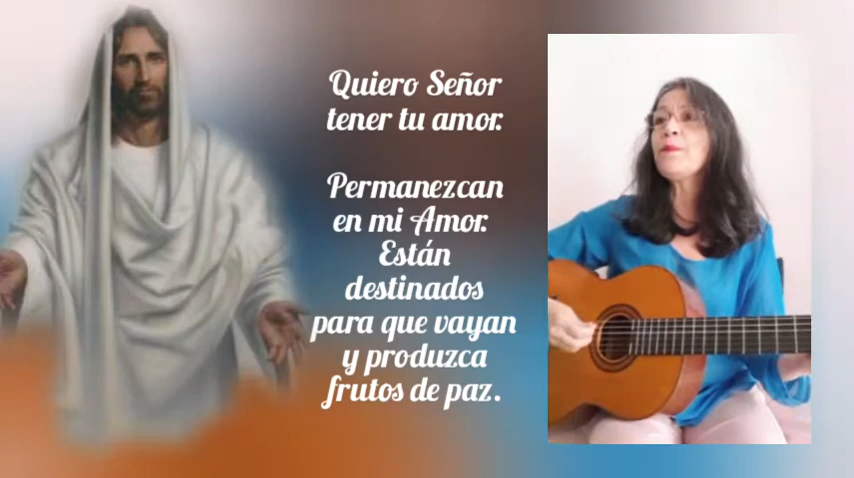 Quiero Señor
tener tu amor.
Permanezcan
en mi Amor.
Están
destinados
para que vayan
y produzca
frutos de paz.